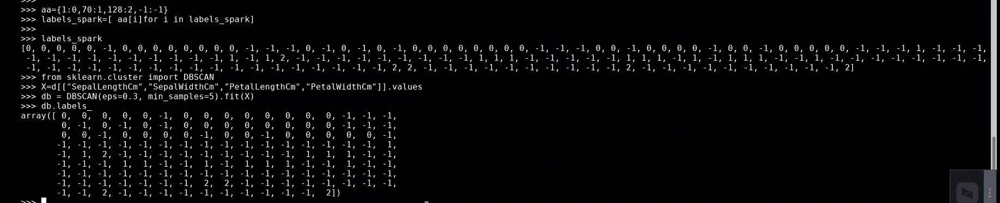 >>>
>>> aa={1:0,70:1,128:2,-1:-1}
>>> labels_spark=[ aa[i]for i in labels_spark]
>>>
>>> labels_spark
[0, 0, 0, 0, 0, -1, 0, 0, 0, 0, 0, 0, 0, 0, -1, -1, -1, 0, -1, 0, -1, 0, -1, 0, 0, 0, 0, 0, 0, 0, 0, -1, -1, -1, 0, 0, -1, 0, 0, 0, 0, -1, 0, 0, -1, 0, 0, 0, 0, 0, -1, -1, -1, 1, -1, -1, -1,
-1, -1, -1, -1, -1, -1, -1, -1, -1, -1, 1, -1, 1, 2, -1, -1, -1, -1, -1, -1, -1, -1, -1, 1, 1, 1, -1, -1, -1, -1, -1, 1, 1, 1, -1, 1, -1, 1, 1, 1, -1, -1, 1, -1, 1, -1, -1, -1, -1, -1, -1, -1,
-1, -1, -1, -1, -1, -1, -1, -1, -1, -1, -1, -1, -1, -1, -1, -1, -1, -1, 2, 2, -1, -1, -1, -1, -1, -1, -1, -1, -1, -1, 2, -1, -1, -1, -1, -1, -1, -1, -1, -1, -1, 2]
>>> from sklearn.cluster import DBSCAN
>>> X=d[["SepalLengthCm","SepalWidthCm","PetalLengthCm","PetalWidthCm"]].values
>>> db = DBSCAN(eps=0.3, min_samples=5).fit(X)
>>> db.labels_
array([ 0, 0, 0, 0, 0, -1, 0, 0, 0, 0, 0, 0, 0, 0, -1, -1, -1,
0, -1, 0, -1, 0, -1, 0, 0, 0, 0, 0, 0, 0, 0, -1, -1, -1,
0, 0, -1, 0, 0, 0, 0, -1, 0, 0, -1, 0, 0, 0, 0, 0, -1,
-1, -1, -1, -1, -1, -1, -1, -1, -1, -1, -1, -1, -1, -1, -1, -1, 1,
-1, 1, 2, -1, -1, -1, -1, -1, -1, -1, -1, -1, 1, 1, 1, -1, -1,
-1, -1, -1, 1, 1, -1, -1, 1, -1, 1, 1, 1, -1, -1, 1, -1, -1,
-1, -1, -1, -1, -1, -1, -1, -1, -1, -1, -1, -1, -1, -1, -1, -1, -1,
-1, -1, -1, -1, -1, -1, -1, 2, 2, -1, -1, -1, -1, -1, -1, -1, -1,
-1, -1, 2, -1, -1, -1, -1, -1, -1, -1, -1, -1, -1, 2])
>>>